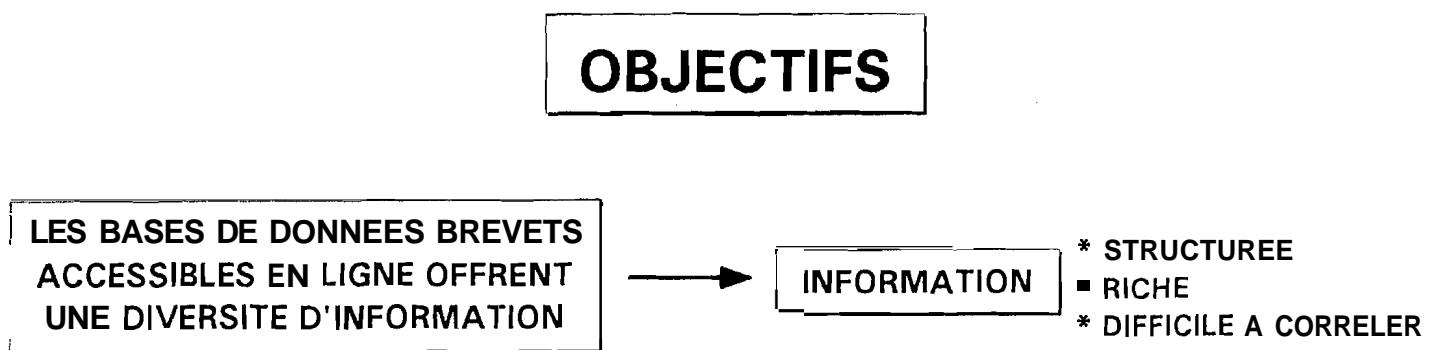 OBJECTIFS
LES BASES DE DONNEES BREVETS
ACCESSIBLES EN LIGNE OFFRENT
UNE DIVERSITE D'INFORMATION
INFORMATION
* STRUCTUREE
▪ RICHE
* DIFFICILE A CORRELER